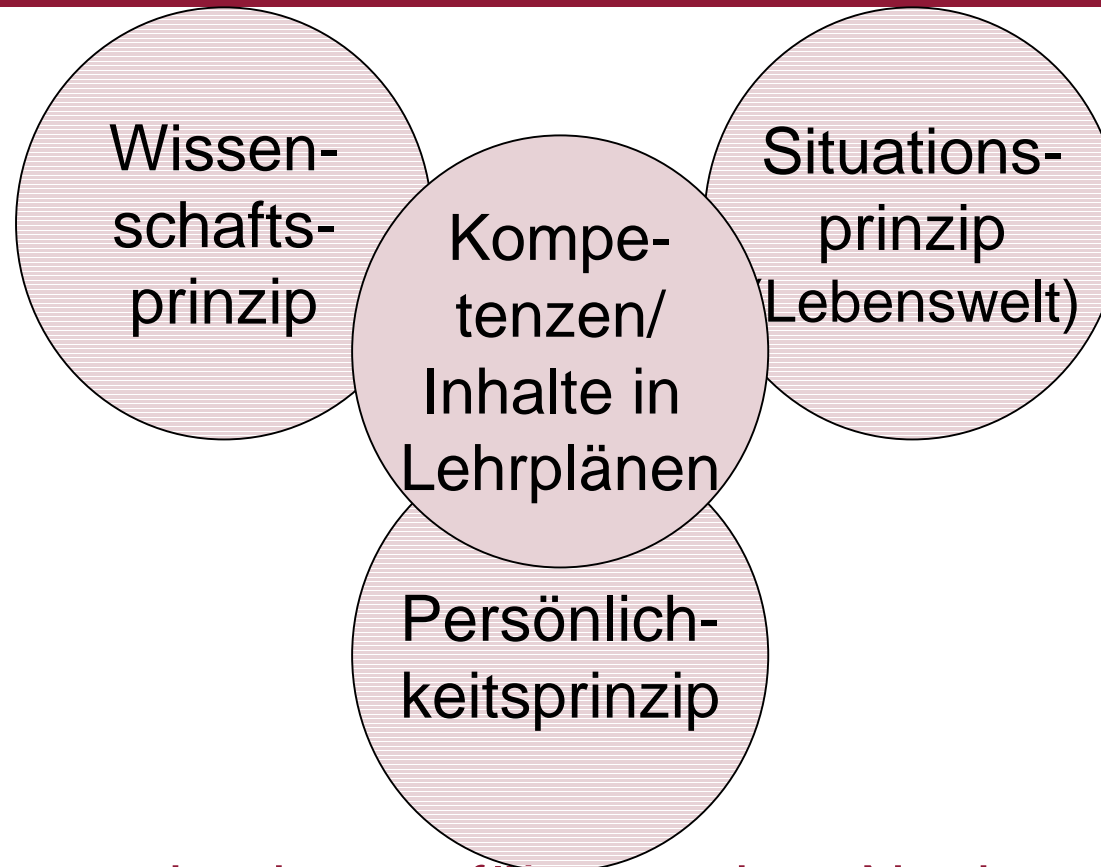 Wissen-
schafts-
prinzip
Kompe-
tenzen/
Inhalte in
Lehrplänen
Situations-
prinzip
(Lebenswelt)
Persönlich-
keitsprinzip